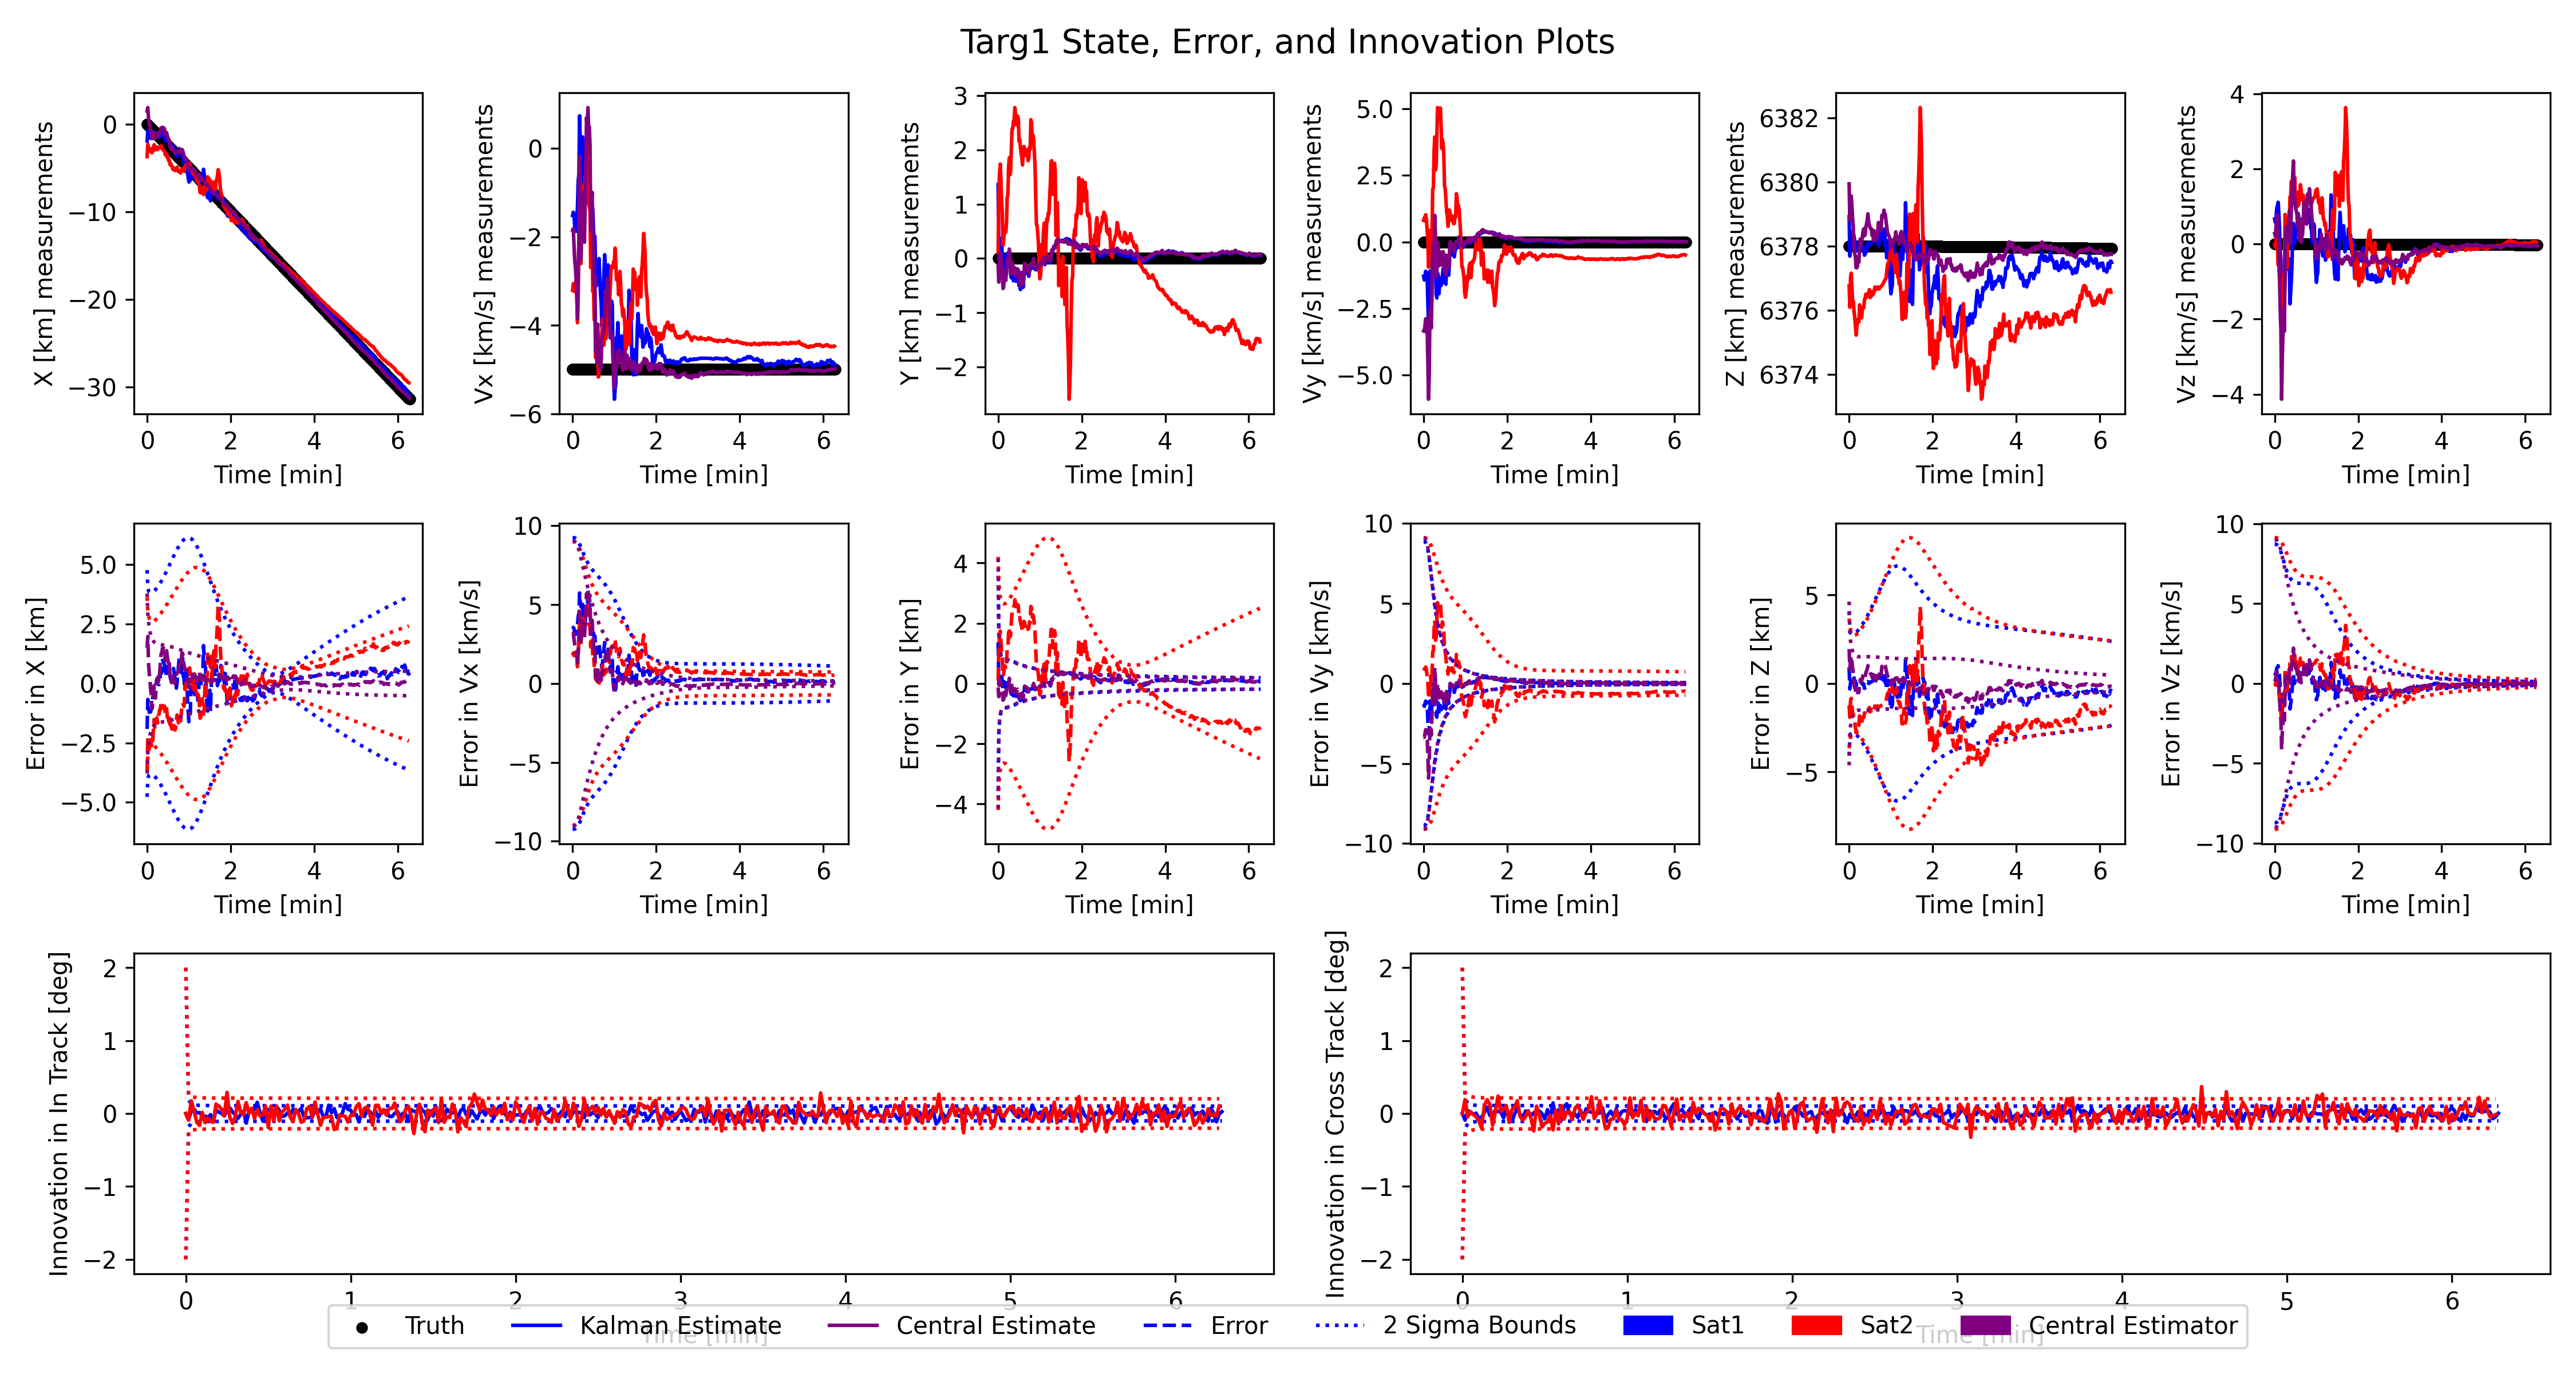 Targ1 State, Error, and Innovation Plots
X [km] measurements
0
−10
−20
−30
0 2 4 6
Time [min]
Vx [km/s] measurements
0
−2
−4
−6
0 2 4 6
Time [min]
Y [km] measurements
3
2
1
0
−1
−2
0 2 4 6
Time [min]
Vy [km/s] measurements
5.0
2.5
0.0
−2.5
−5.0
0 2 4 6
Time [min]
Z [km] measurements
6382
6380
6378
6376
6374
0 2 4 6
Time [min]
Vz [km/s] measurements
4
2
0
−2
−4
0 2 4 6
Time [min]
Error in X [km]
5.0
2.5
0.0
−2.5
−5.0
0 2 4 6
Time [min]
Error in Vx [km/s]
10
5
0
−5
−10
0 2 4 6
Time [min]
Error in Y [km]
4
2
0
−2
−4
0 2 4 6
Time [min]
Error in Vy [km/s]
10
5
0
−5
−10
0 2 4 6
Time [min]
Error in Z [km]
5
0
−5
0 2 4 6
Time [min]
Error in Vz [km/s]
10
5
0
−5
−10
0 2 4 6
Time [min]
Innovation in In Track [deg]
2
1
0
−1
−2
0 1 2 3 4 5 6
Time [min]
Innovation in Cross Track [deg]
2
1
0
−1
−2
0 1 2 3 4 5 6
Time [min]
Truth Kalman Estimate Central Estimate Error 2 Sigma Bounds Sat1 Sat2 Central Estimator